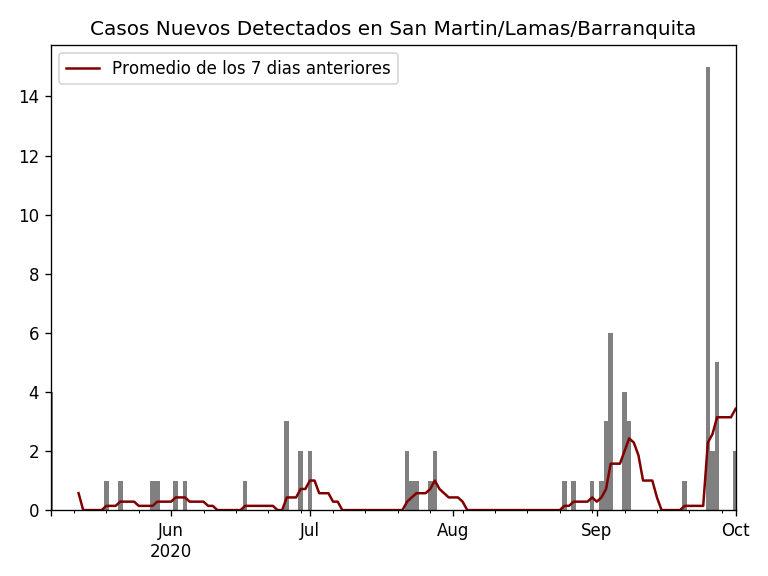 Casos Nuevos Detectados en San Martin/Lamas/Barranquita
Promedio de los 7 dias anteriores
14
12
10
8
6
4
2
0
Jun
2020
Jul
Aug
Sep
Oct